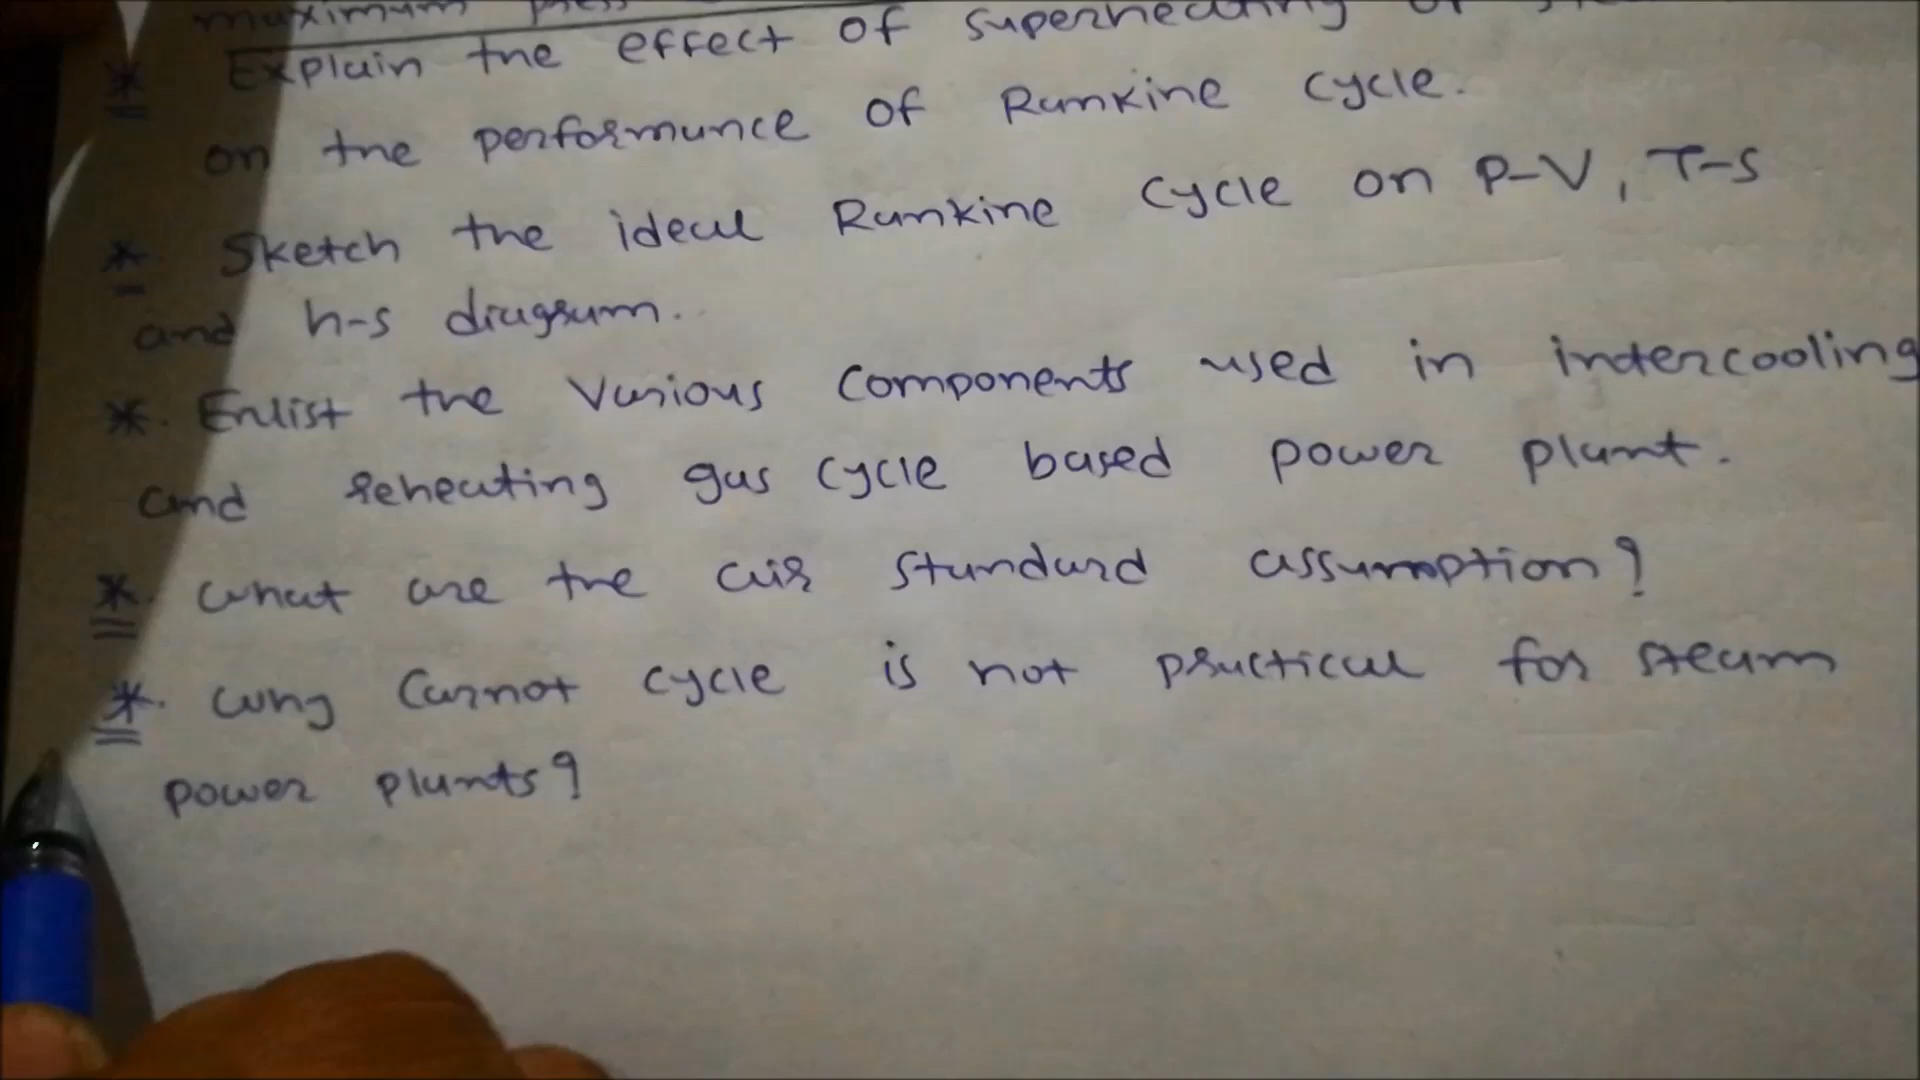 maximum
* Explain the effect of superheating of
on the performance of Rankine cycle.
* Sketch the ideal Rankine cycle on P-V, T-S
and h-s diagram.
* Enlist the various components used in intercooling
and reheating gas cycle based power plant.
* what are the air standard assumption?
* why Carnot cycle is not practical for steam
power plants?